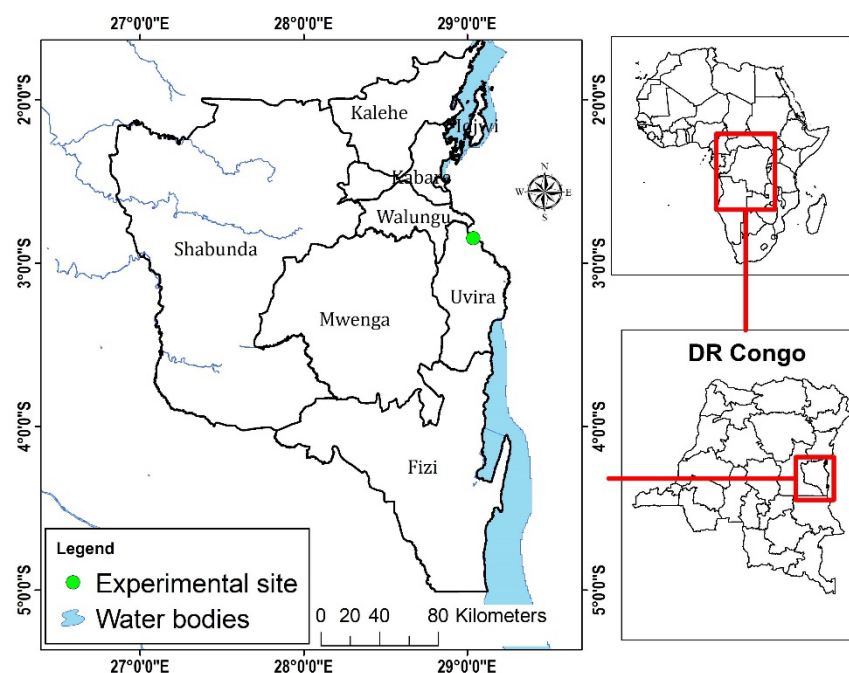 27°0'0"E 28°0'0"E 29°0'0"E
2°0'0"S
2°0'0"S
Kalehe
Idjwi
Kabare
N
W E
S
Walungu
Shabunda
3°0'0"S
3°0'0"S
Uvira
Mwenga
DR Congo
4°0'0"S
4°0'0"S
Fizi
Legend
Experimental site
Water bodies
5°0'0"S
5°0'0"S
0 20 40 80 Kilometers
27°0'0"E 28°0'0"E 29°0'0"E